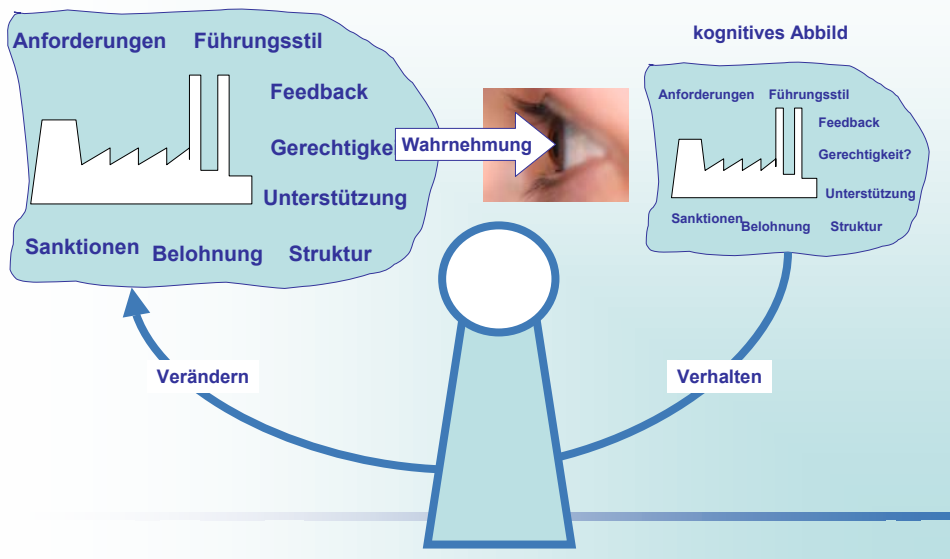 kognitives Abbild
Anforderungen Führungsstil
Feedback
Gerechtigke
Unterstützung
Sanktionen Belohnung Struktur
Wahrnehmung
Anforderungen Führungsstil
Feedback
Gerechtigkeit?
Unterstützung
Sanktionen Belohnung Struktur
Verändern
Verhalten